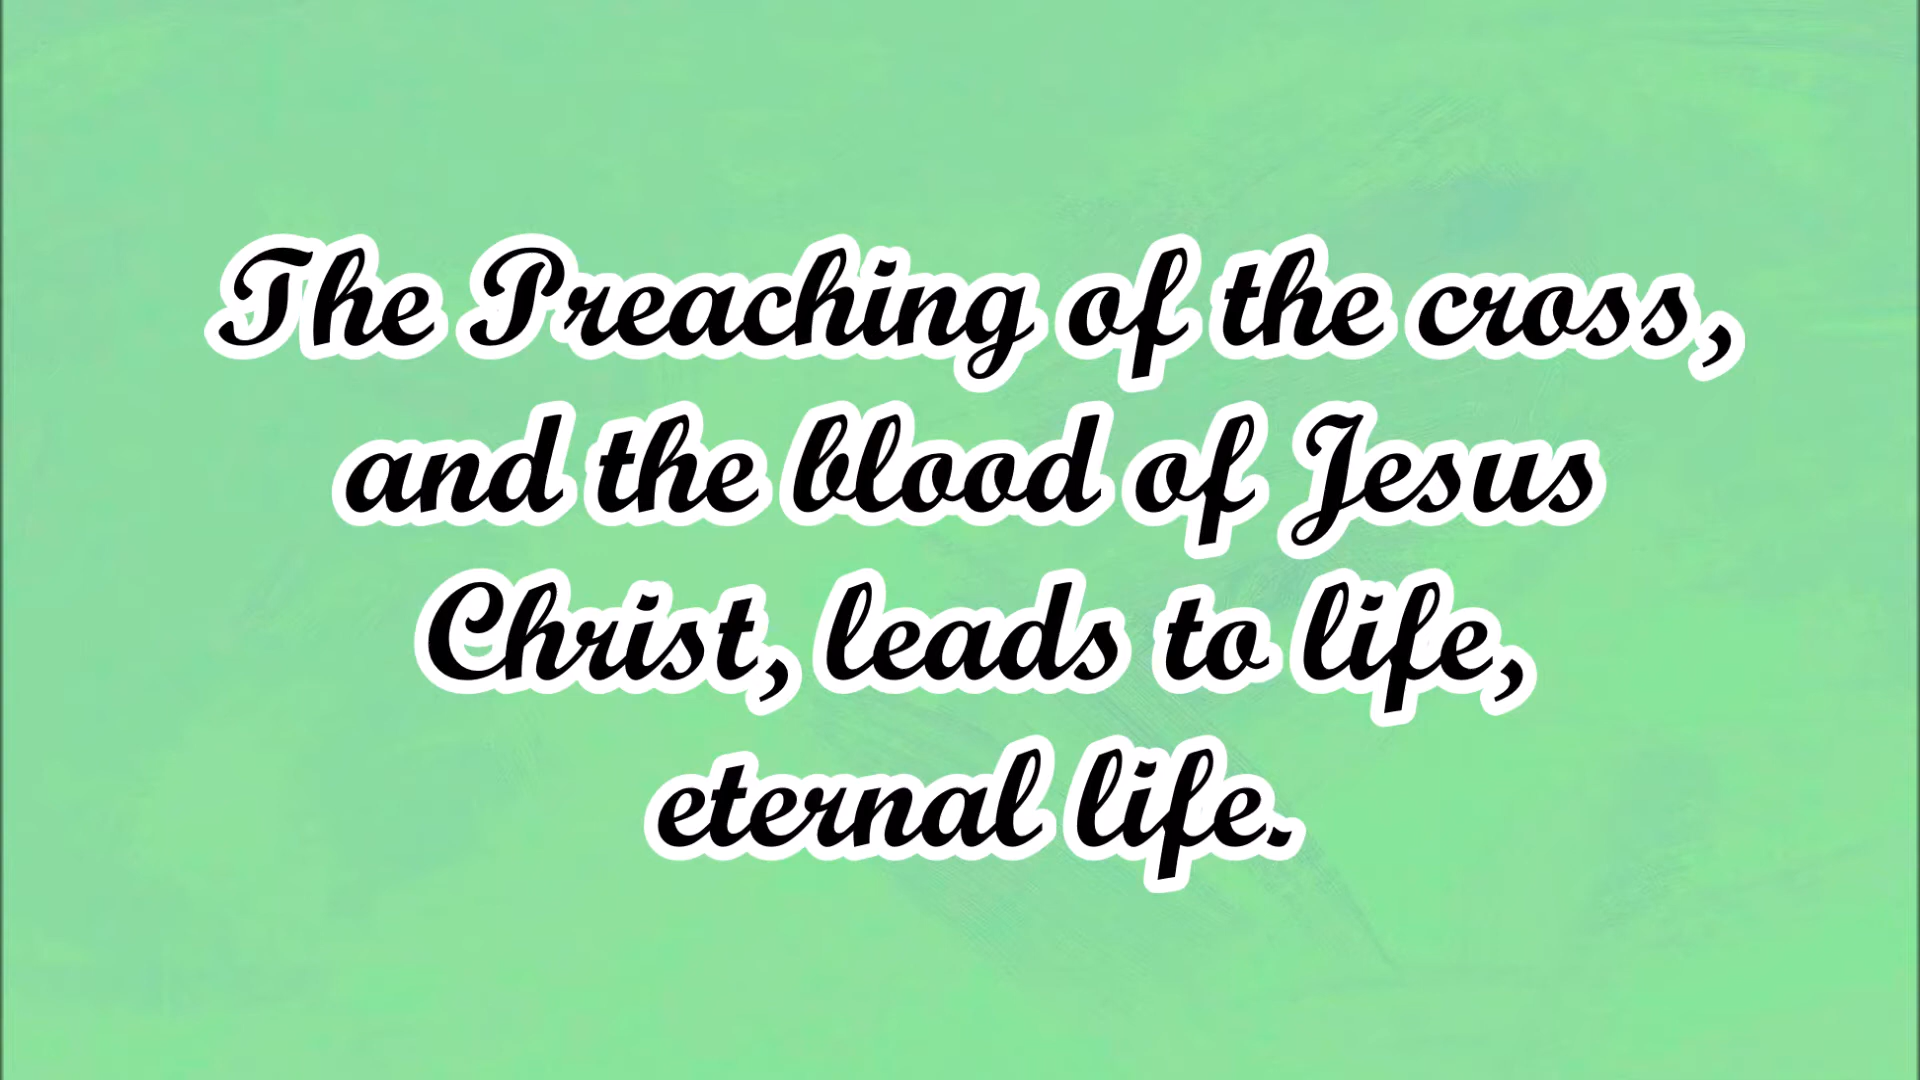 The Preaching of the cross,
and the blood of Jesus
Christ, leads to life,
eternal life.